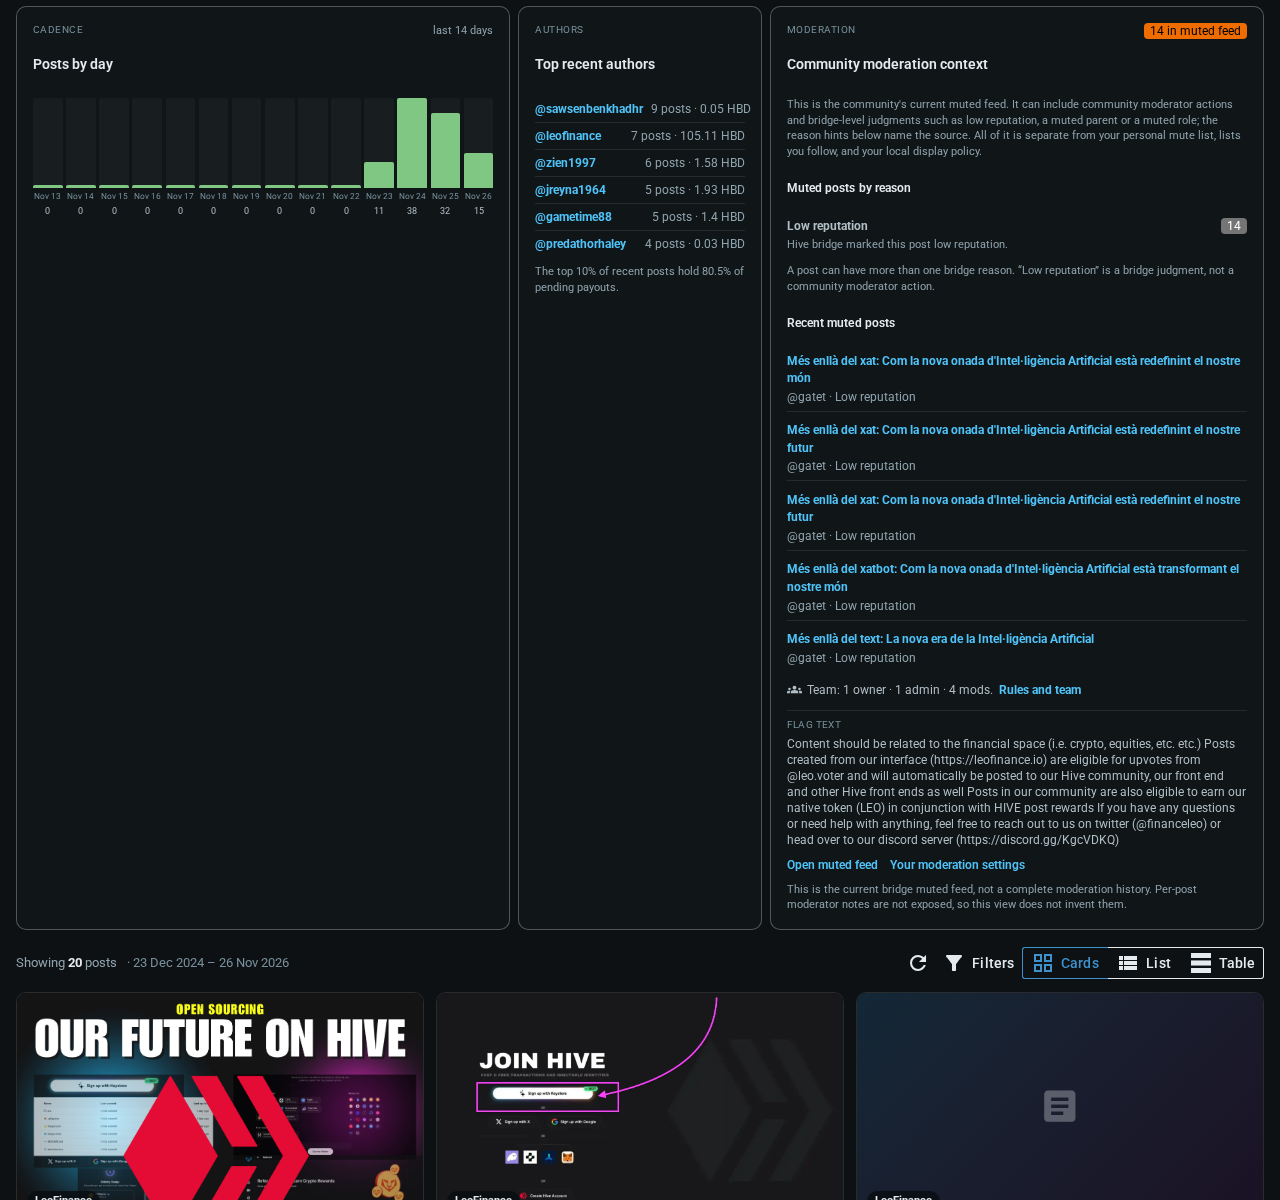 CADENCE
last 14 days
Posts by day
Nov 13 Nov 14 Nov 15 Nov 16 Nov 17 Nov 18 Nov 19 Nov 20 Nov 21 Nov 22 Nov 23 Nov 24 Nov 25 Nov 26
0 0 0 0 0 0 0 0 0 0 11 38 32 15
AUTHORS
Top recent authors
@sawsenbenkhadhr 9 posts · 0.05 HBD
@leofinance 7 posts · 105.11 HBD
@zien1997 6 posts · 1.58 HBD
@jreyna1964 5 posts · 1.93 HBD
@gametime88 5 posts · 1.4 HBD
@predathorhaley 4 posts · 0.03 HBD
The top 10% of recent posts hold 80.5% of
pending payouts.
MODERATION
14 in muted feed
Community moderation context
This is the community's current muted feed. It can include community moderator actions
and bridge-level judgments such as low reputation, a muted parent or a muted role; the
reason hints below name the source. All of it is separate from your personal mute list, lists
you follow, and your local display policy.
Muted posts by reason
Low reputation 14
Hive bridge marked this post low reputation.
A post can have more than one bridge reason. “Low reputation” is a bridge judgment, not a
community moderator action.
Recent muted posts
Més enllà del xat: Com la nova onada d'Intel·ligència Artificial està redefinint el nostre
món
@gatet · Low reputation
Més enllà del xat: Com la nova onada d'Intel·ligència Artificial està redefinint el nostre
futur
@gatet · Low reputation
Més enllà del xat: Com la nova onada d'Intel·ligència Artificial està redefinint el nostre
futur
@gatet · Low reputation
Més enllà del xatbot: Com la nova onada d'Intel·ligència Artificial està transformant el
nostre món
@gatet · Low reputation
Més enllà del text: La nova era de la Intel·ligència Artificial
@gatet · Low reputation
Team: 1 owner · 1 admin · 4 mods. Rules and team
FLAG TEXT
Content should be related to the financial space (i.e. crypto, equities, etc. etc.) Posts
created from our interface (https://leofinance.io) are eligible for upvotes from
@leo.voter and will automatically be posted to our Hive community, our front end
and other Hive front ends as well Posts in our community are also eligible to earn our
native token (LEO) in conjunction with HIVE post rewards If you have any questions
or need help with anything, feel free to reach out to us on twitter (@financeleo) or
head over to our discord server (https://discord.gg/KgcVDKQ)
Open muted feed Your moderation settings
This is the current bridge muted feed, not a complete moderation history. Per-post
moderator notes are not exposed, so this view does not invent them.
Showing 20 posts · 23 Dec 2024 – 26 Nov 2026
Filters Cards List Table
OPEN SOURCING
OUR FUTURE ON HIVE
Sign up with Keystore
LeoFinance
JOIN HIVE
Sign up with Keystore
Sign up with X Sign up with Google
Create Hive Account
LeoFinance
LeoFinance